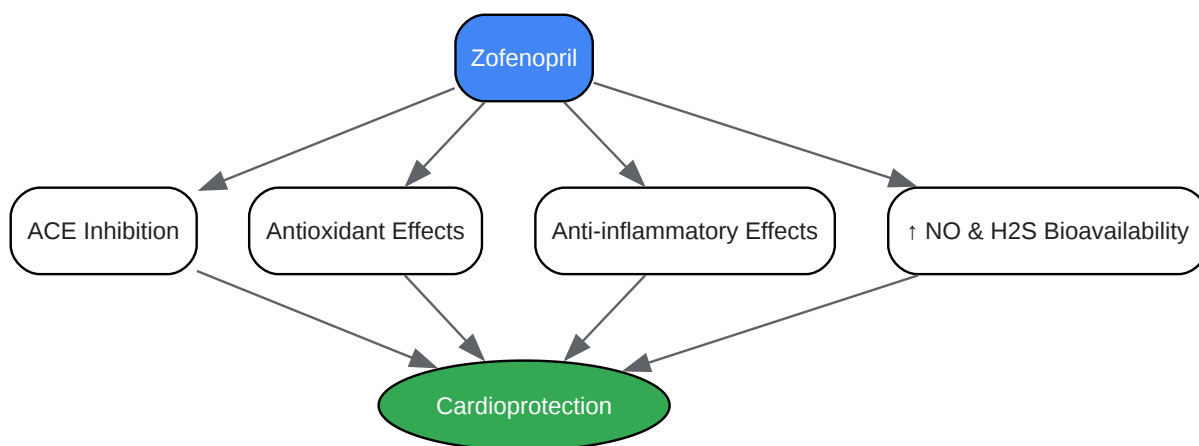 Zofenopril
ACE Inhibition
Antioxidant Effects
Anti-inflammatory Effects
↑ NO & H2S Bioavailability
Cardioprotection